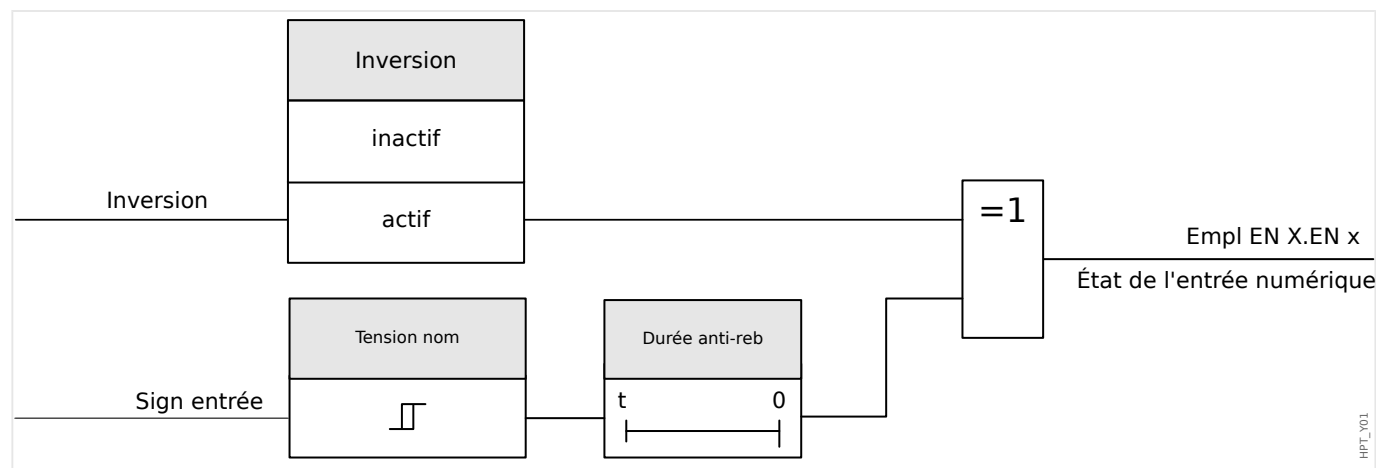 Inversion
inactif
actif
Inversion
=1
Empl EN X.EN x
État de l'entrée numérique
Tension nom
Durée anti-reb
Sign entrée
t 0
HPT_Y01